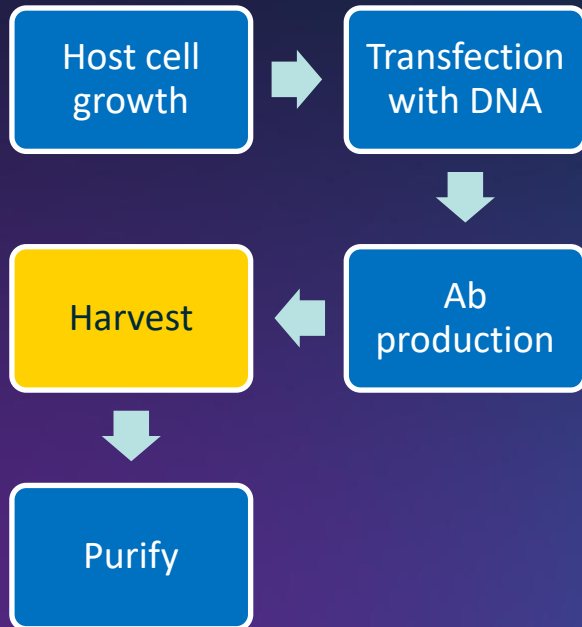 Host cell
growth
Transfection
with DNA
Ab
production
Harvest
Purify